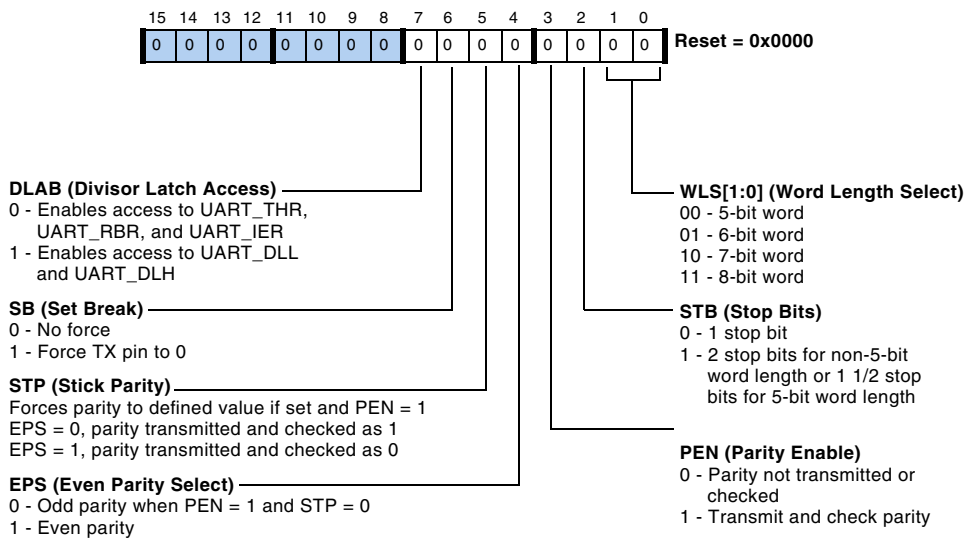 15 14 13 12 11 10 9 8 7 6 5 4 3 2 1 0
0 0 0 0 0 0 0 0 0 0 0 0 0 0 0 0 Reset = 0x0000
DLAB (Divisor Latch Access)
0 - Enables access to UART_THR,
UART_RBR, and UART_IER
1 - Enables access to UART_DLL
and UART_DLH
SB (Set Break)
0 - No force
1 - Force TX pin to 0
STP (Stick Parity)
Forces parity to defined value if set and PEN = 1
EPS = 0, parity transmitted and checked as 1
EPS = 1, parity transmitted and checked as 0
EPS (Even Parity Select)
0 - Odd parity when PEN = 1 and STP = 0
1 - Even parity
WLS[1:0] (Word Length Select)
00 - 5-bit word
01 - 6-bit word
10 - 7-bit word
11 - 8-bit word
STB (Stop Bits)
0 - 1 stop bit
1 - 2 stop bits for non-5-bit
word length or 1 1/2 stop
bits for 5-bit word length
PEN (Parity Enable)
0 - Parity not transmitted or
checked
1 - Transmit and check parity